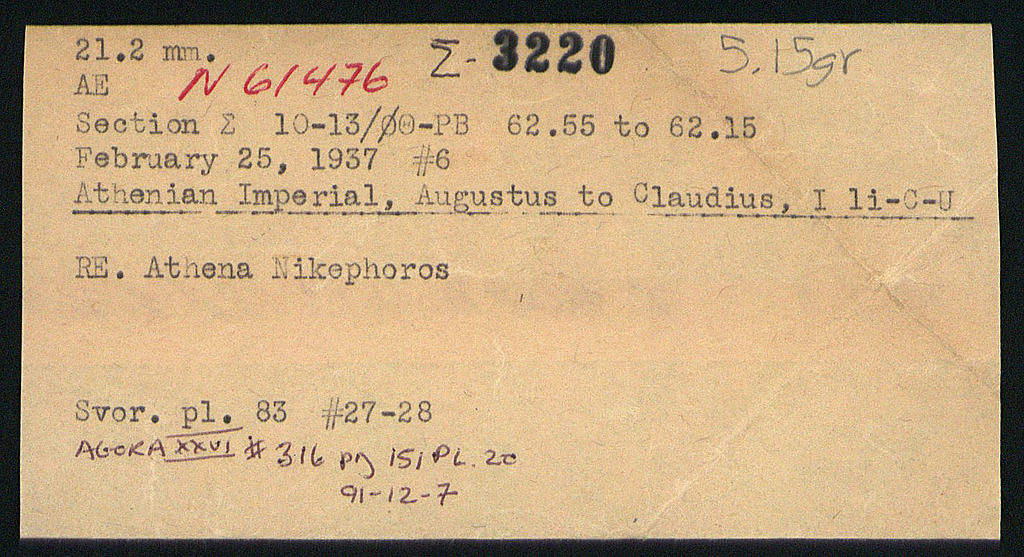 21.2 mm. Σ- 3220 5.15gr
AE N 61476
Section Σ 10-13/ΘΘ-PB 62.55 to 62.15
February 25, 1937 #6
Athenian Imperial, Augustus to Claudius, I li-C-U
RE. Athena Nikephoros
Svor. pl. 83 #27-28
AGORA XXVI # 316 pg 151 PL. 20
91-12-7